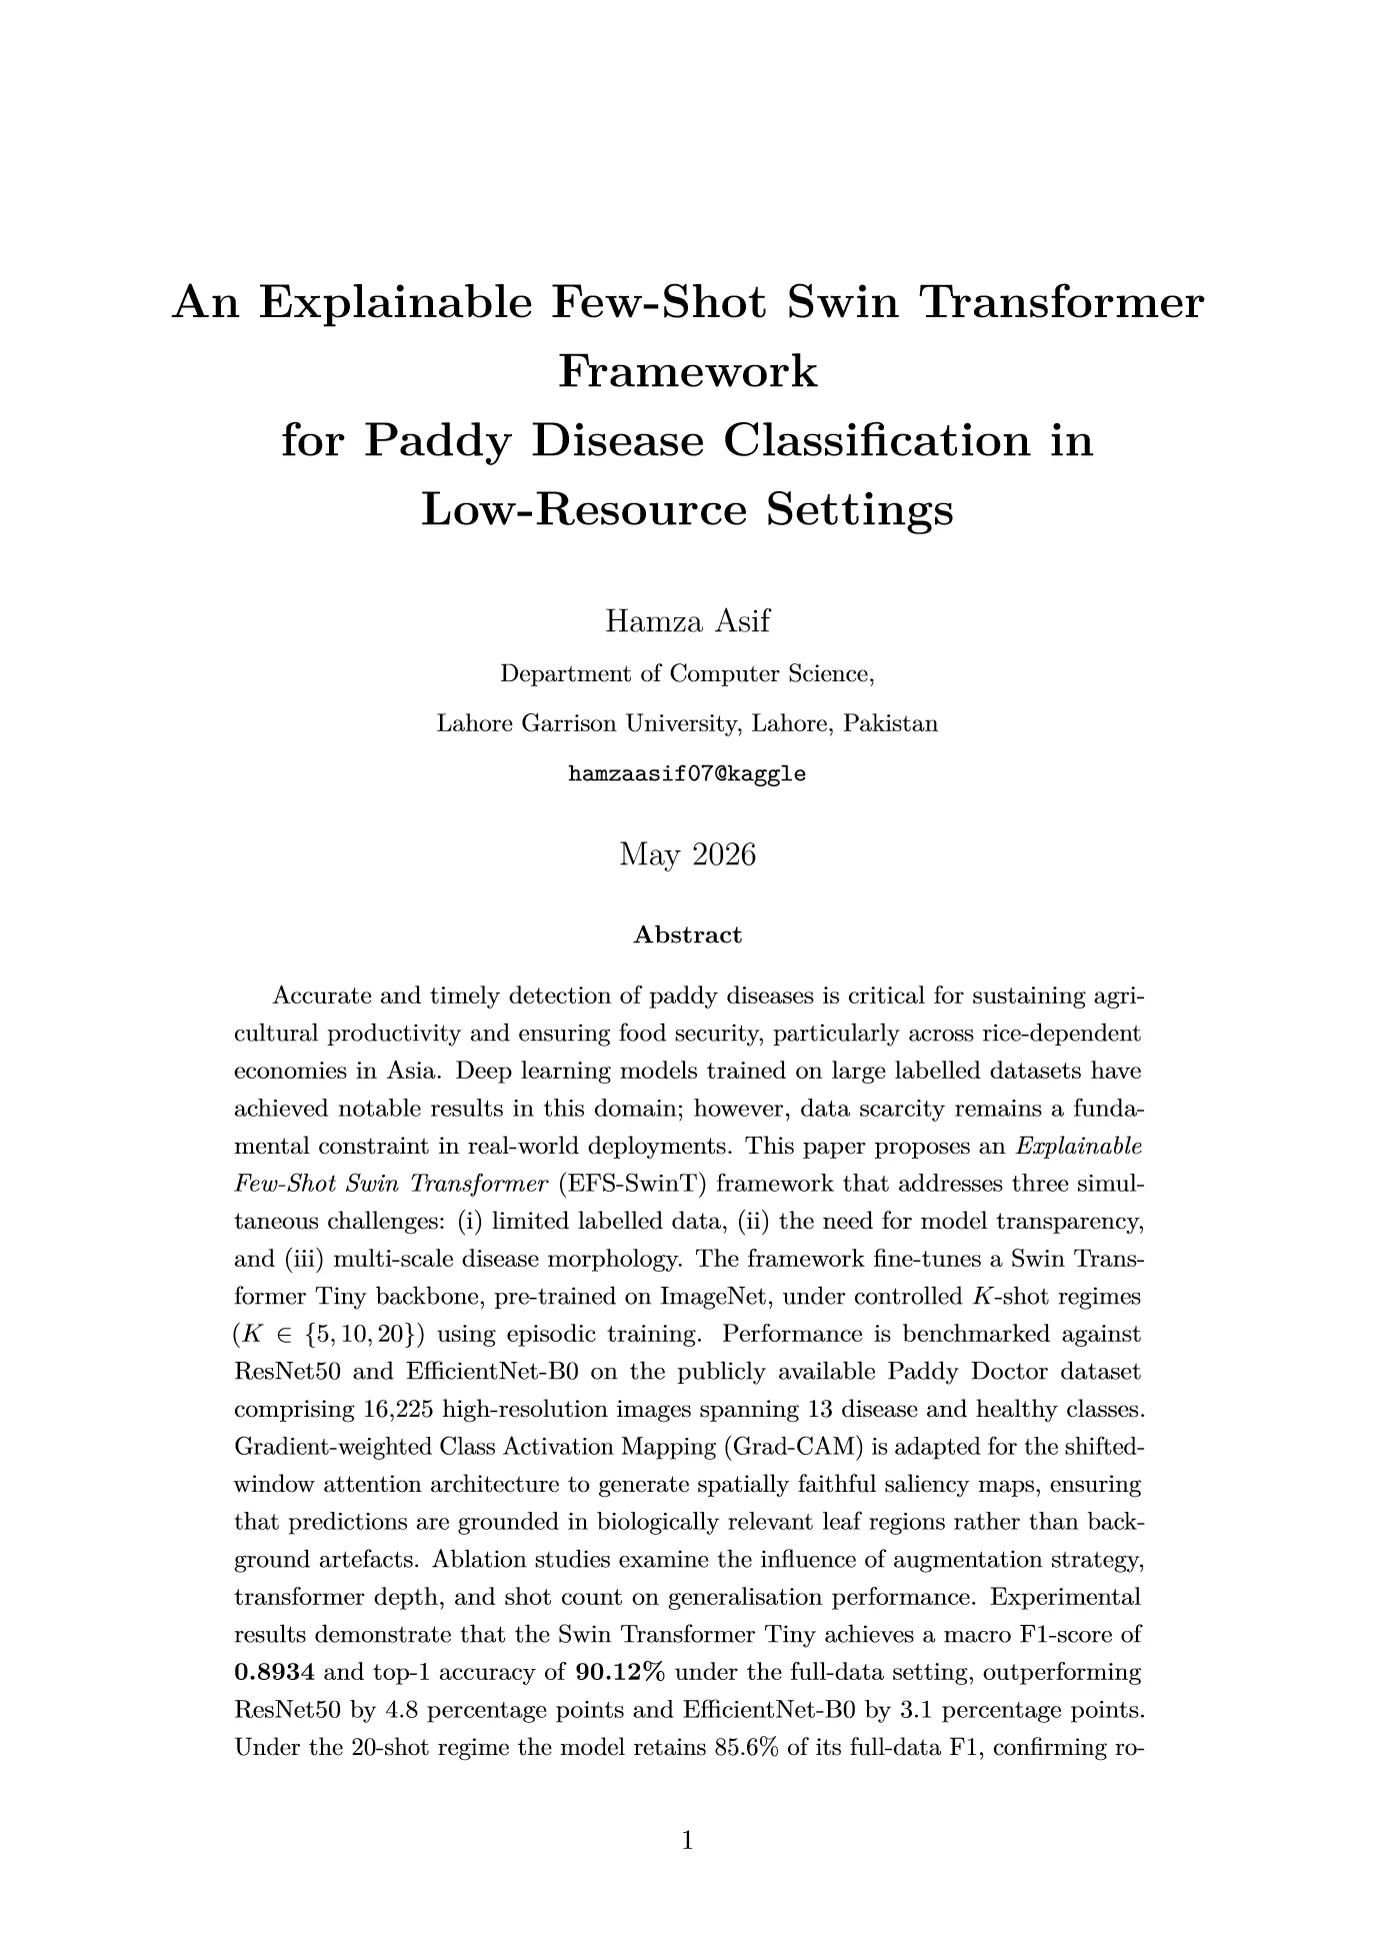 An Explainable Few-Shot Swin Transformer
Framework
for Paddy Disease Classification in
Low-Resource Settings
Hamza Asif
Department of Computer Science,
Lahore Garrison University, Lahore, Pakistan
hamzaasif07@kaggle
May 2026
Abstract
Accurate and timely detection of paddy diseases is critical for sustaining agri-
cultural productivity and ensuring food security, particularly across rice-dependent
economies in Asia. Deep learning models trained on large labelled datasets have
achieved notable results in this domain; however, data scarcity remains a funda-
mental constraint in real-world deployments. This paper proposes an Explainable
Few-Shot Swin Transformer (EFS-SwinT) framework that addresses three simul-
taneous challenges: (i) limited labelled data, (ii) the need for model transparency,
and (iii) multi-scale disease morphology. The framework fine-tunes a Swin Trans-
former Tiny backbone, pre-trained on ImageNet, under controlled K-shot regimes
(K ∈ {5, 10, 20}) using episodic training. Performance is benchmarked against
ResNet50 and EfficientNet-B0 on the publicly available Paddy Doctor dataset
comprising 16,225 high-resolution images spanning 13 disease and healthy classes.
Gradient-weighted Class Activation Mapping (Grad-CAM) is adapted for the shifted-
window attention architecture to generate spatially faithful saliency maps, ensuring
that predictions are grounded in biologically relevant leaf regions rather than back-
ground artefacts. Ablation studies examine the influence of augmentation strategy,
transformer depth, and shot count on generalisation performance. Experimental
results demonstrate that the Swin Transformer Tiny achieves a macro F1-score of
0.8934 and top-1 accuracy of 90.12% under the full-data setting, outperforming
ResNet50 by 4.8 percentage points and EfficientNet-B0 by 3.1 percentage points.
Under the 20-shot regime the model retains 85.6% of its full-data F1, confirming ro-
1